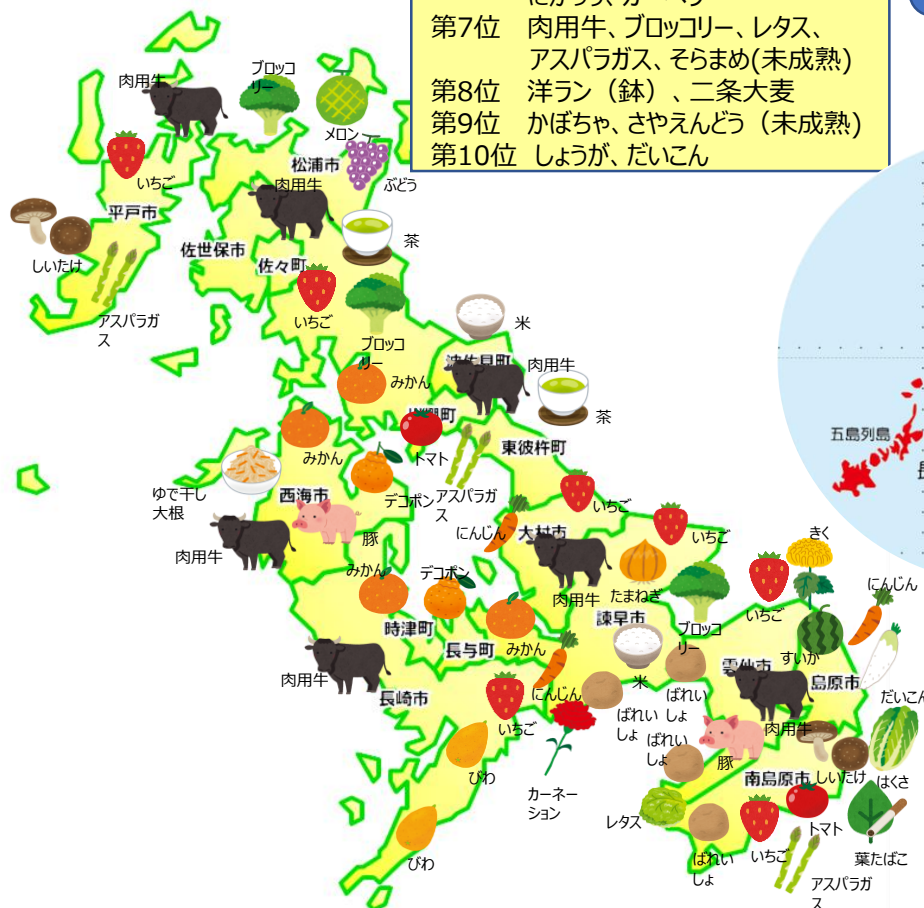 第7位 肉用牛、ブロッコリー、レタス、
アスパラガス、そらまめ(未成熟)
第8位 洋ラン（鉢）、二条大麦
第9位 かぼちゃ、さやえんどう（未成熟）
第10位 しょうが、だいこん
肉用牛
ブロッコ
リー
メロン
いちご
松浦市
ぶどう
肉用牛
平戸市
しいたけ
佐世保市
佐々町
茶
アスパラガ
ス
いちご
ブロッコ
リー
米
波佐見町
肉用牛
みかん
茶
みかん
トマト
東彼杵町
五島列島
長
ゆで干し
大根
西海市
デコポン
アスパラガ
ス
いちご
豚
にんじん
大村市
いちご
きく
肉用牛
みかん
デコポン
肉用牛
たまねぎ
いちご
にんじん
時津町
諫早市
ブロッコ
リー
すいか
長与町
みかん
米
雲仙市
島原市
肉用牛
長崎市
にんじん
ばれい
しょ
だいこん
いちご
ばれい
しょ
肉用牛
ばれい
しょ
豚
びわ
カーネー
ション
南島原市
しいたけ
はくさ
レタス
トマト
びわ
ばれい
しょ
いちご
葉たばこ
アスパラガ
ス